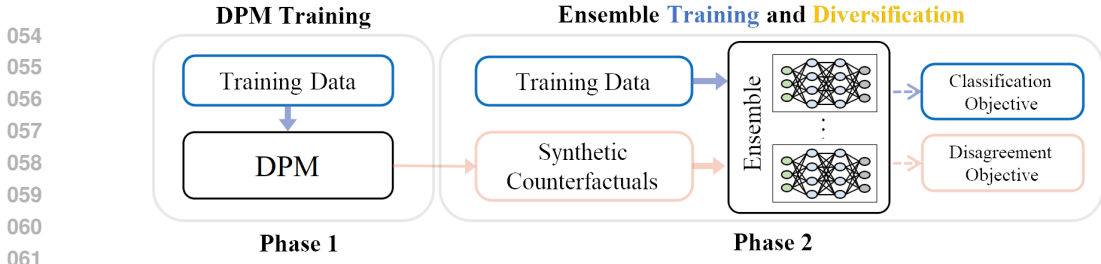 DPM Training
Ensemble Training and Diversification
054
055
056
057
058
059
060
061
Training Data
DPM
Phase 1
Training Data
Synthetic
Counterfactuals
Ensemble
Classification
Objective
Disagreement
Objective
Phase 2